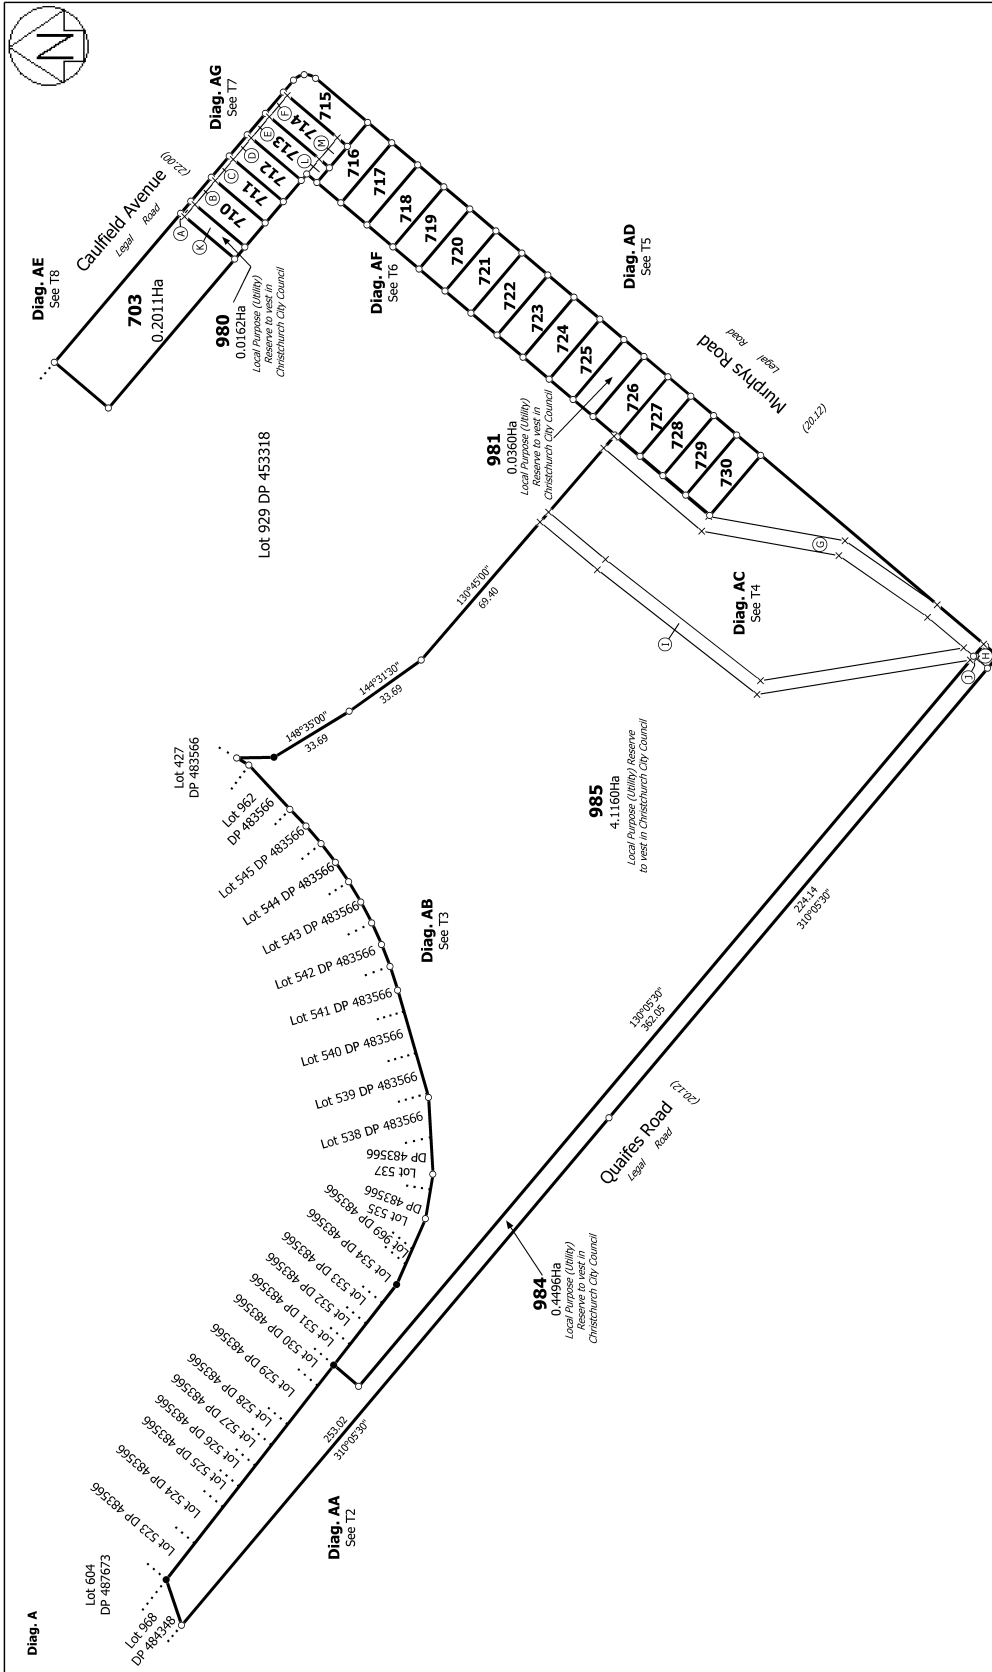 N
Diag. A
Lot 604
DP 487673
Lot 968
DP 484348
Lot 523 DP 483566
Lot 524 DP 483566
Lot 525 DP 483566
Lot 526 DP 483566
Lot 527 DP 483566
Lot 528 DP 483566
Lot 529 DP 483566
Lot 530 DP 483566
Lot 531 DP 483566
Lot 532 DP 483566
Lot 533 DP 483566
Lot 534 DP 483566
Lot 969 DP 483566
Lot 535
DP 483566
Lot 537
DP 483566
Lot 538 DP 483566
Lot 539 DP 483566
Lot 540 DP 483566
Lot 541 DP 483566
Lot 542 DP 483566
Lot 543 DP 483566
Lot 544 DP 483566
Lot 545 DP 483566
Lot 962
DP 483566
Lot 427
DP 483566
Diag. AA
See T2
253.02
310°05'30"
984
0.4496Ha
Local Purpose (Utility)
Reserve to vest in
Christchurch City Council
Quaifes Road
Legal Road
(20.12)
130°05'30"
362.05
224.14
310°05'30"
Diag. AB
See T3
985
4.1160Ha
Local Purpose (Utility) Reserve
to vest in Christchurch City Council
148°35'00"
33.69
144°31'30"
33.69
130°45'00"
69.40
Lot 929 DP 453318
Diag. AC
See T4
I
G
J
H
981
0.0360Ha
Local Purpose (Utility)
Reserve to vest in
Christchurch City Council
Murphys Road
Legal Road
(20.12)
Diag. AD
See T5
Diag. AF
See T6
Diag. AE
See T8
703
0.2011Ha
980
0.0162Ha
Local Purpose (Utility)
Reserve to vest in
Christchurch City Council
Caulfield Avenue
Legal Road
(22.00)
Diag. AG
See T7
A
K
B
C
D
E
F
L
M
710
711
712
713
714
715
716
717
718
719
720
721
722
723
724
725
726
727
728
729
730